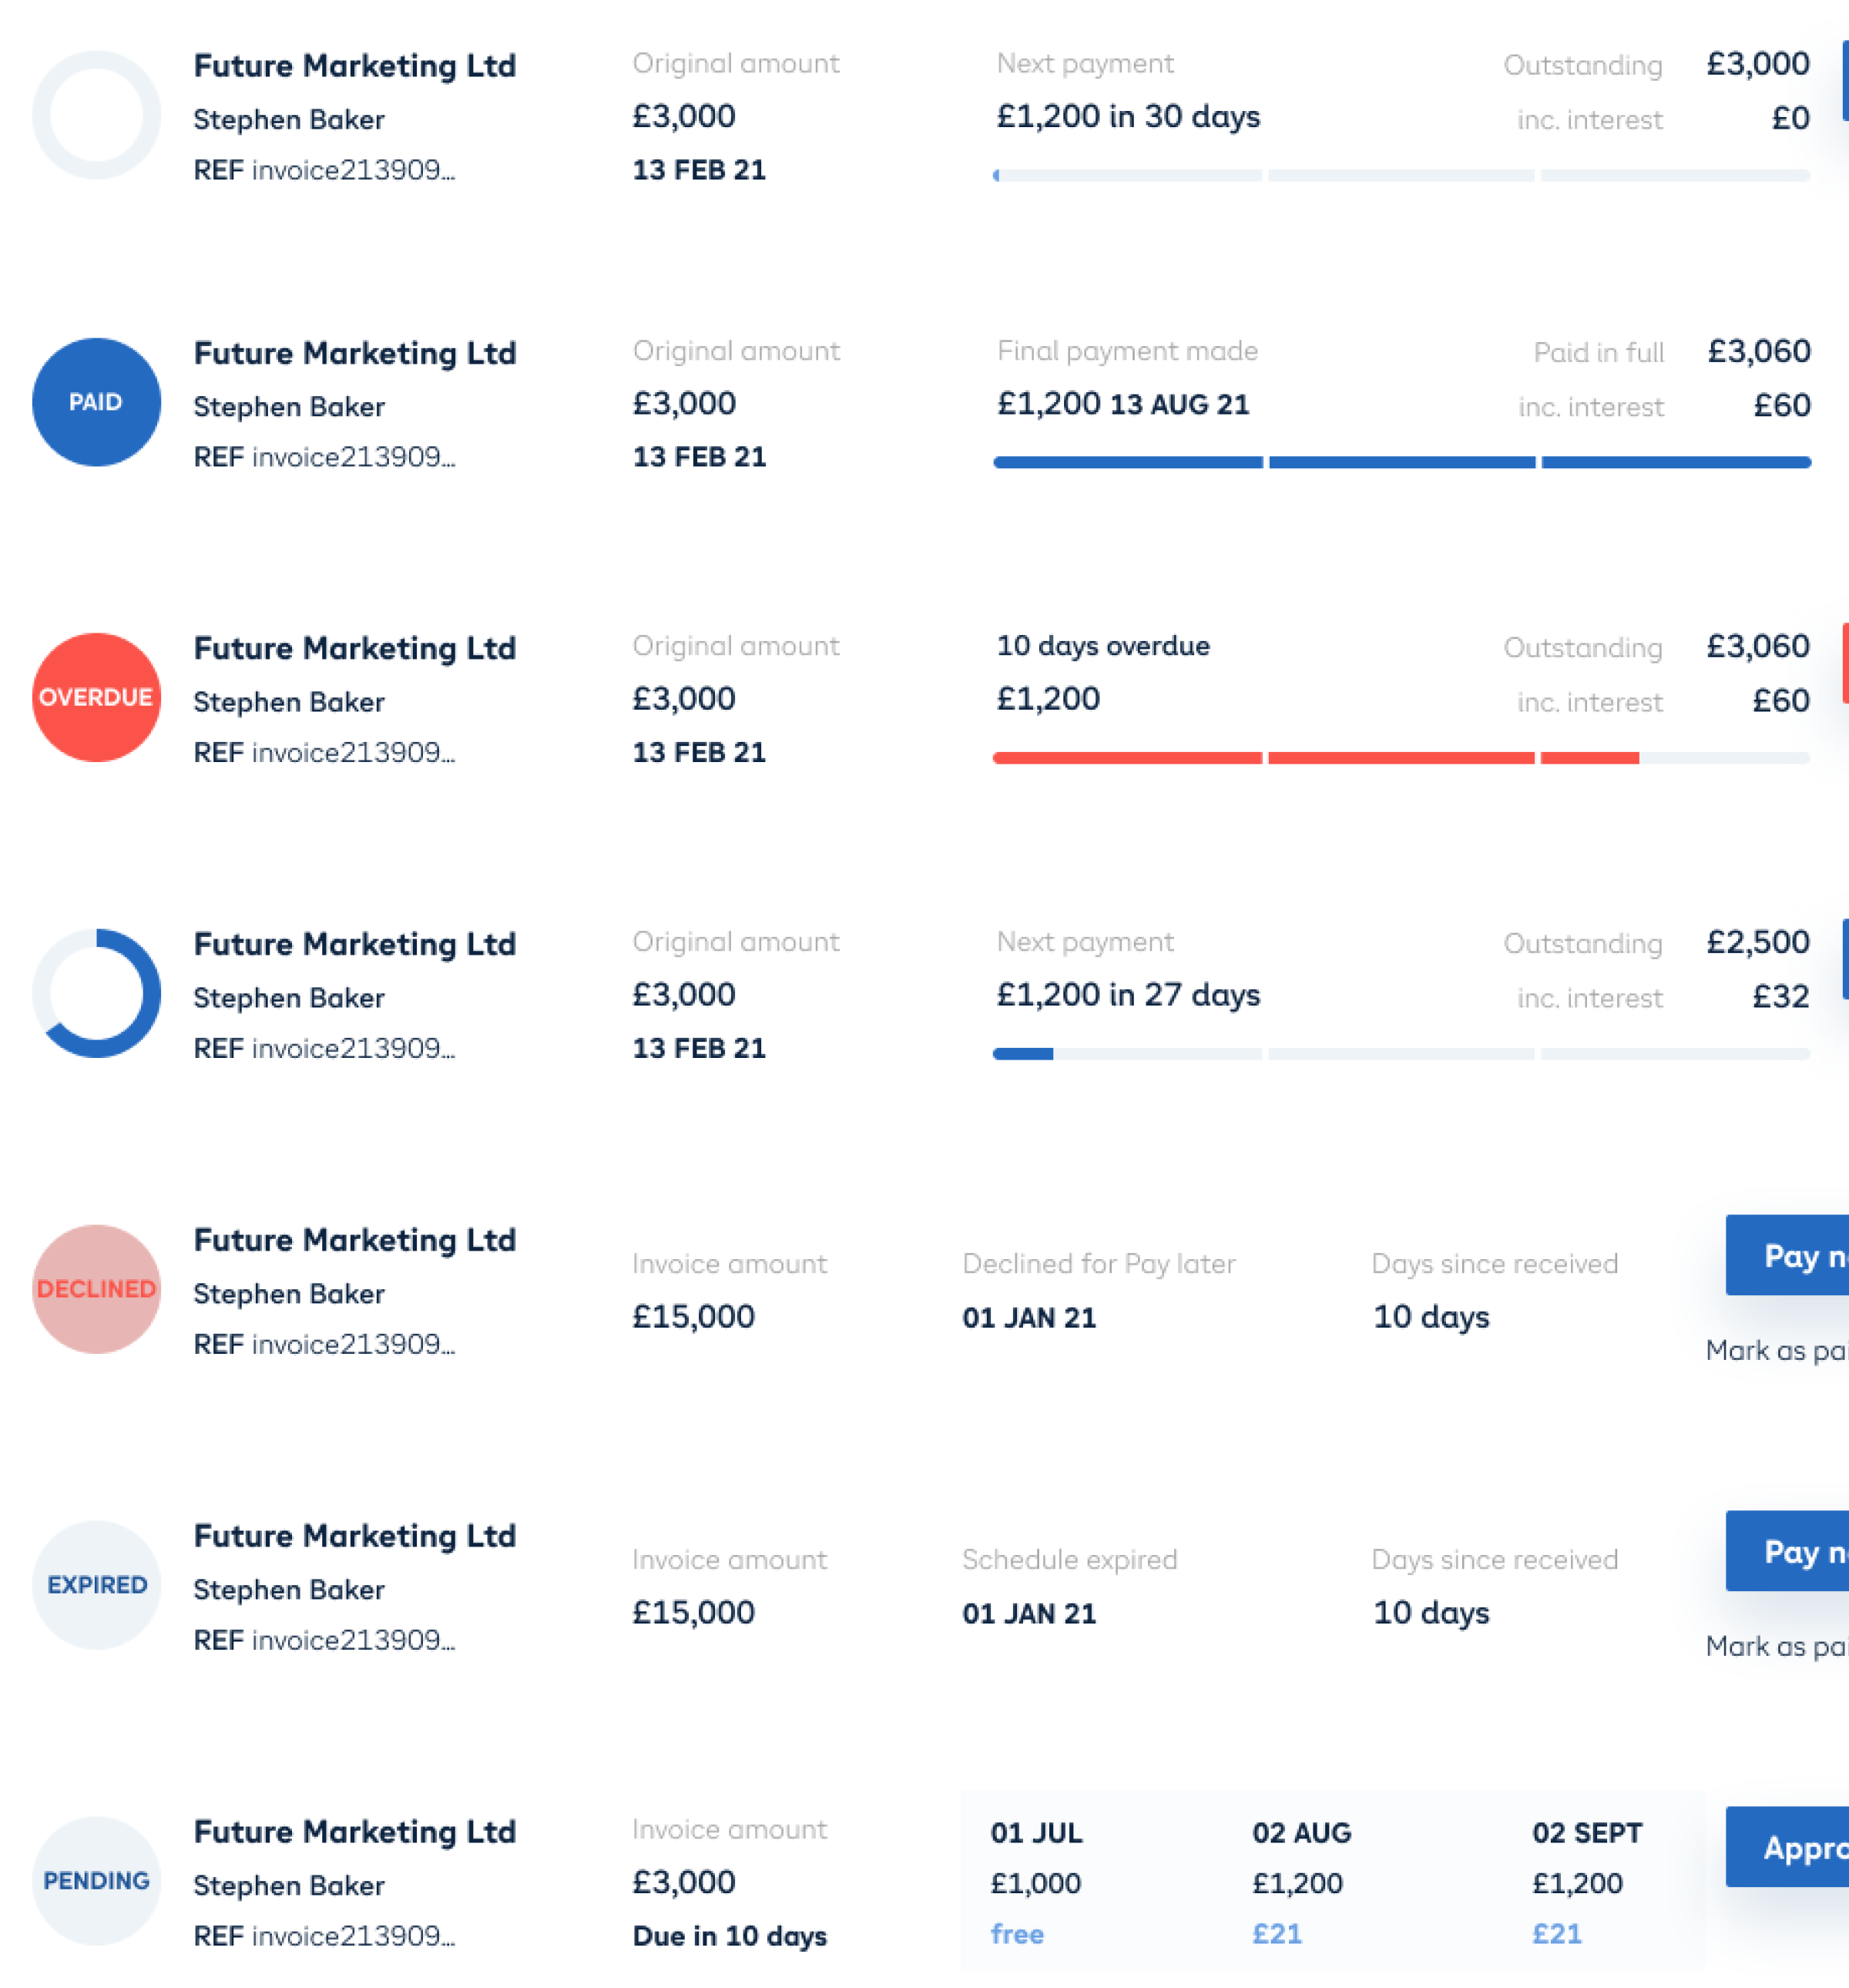 Future Marketing Ltd
Stephen Baker
REF invoice213909...
Original amount
£3,000
13 FEB 21
Next payment
£1,200 in 30 days
Outstanding £3,000
inc. interest £0
PAID
Future Marketing Ltd
Stephen Baker
REF invoice213909...
Original amount
£3,000
13 FEB 21
Final payment made
£1,200 13 AUG 21
Paid in full £3,060
inc. interest £60
OVERDUE
Future Marketing Ltd
Stephen Baker
REF invoice213909...
Original amount
£3,000
13 FEB 21
10 days overdue
£1,200
Outstanding £3,060
inc. interest £60
Future Marketing Ltd
Stephen Baker
REF invoice213909...
Original amount
£3,000
13 FEB 21
Next payment
£1,200 in 27 days
Outstanding £2,500
inc. interest £32
DECLINED
Future Marketing Ltd
Stephen Baker
REF invoice213909...
Invoice amount
£15,000
Declined for Pay later
01 JAN 21
Days since received
10 days
Pay n
Mark as pai
EXPIRED
Future Marketing Ltd
Stephen Baker
REF invoice213909...
Invoice amount
£15,000
Schedule expired
01 JAN 21
Days since received
10 days
Pay n
Mark as pai
PENDING
Future Marketing Ltd
Stephen Baker
REF invoice213909...
Invoice amount
£3,000
Due in 10 days
01 JUL
£1,000
free
02 AUG
£1,200
£21
02 SEPT
£1,200
£21
Appro